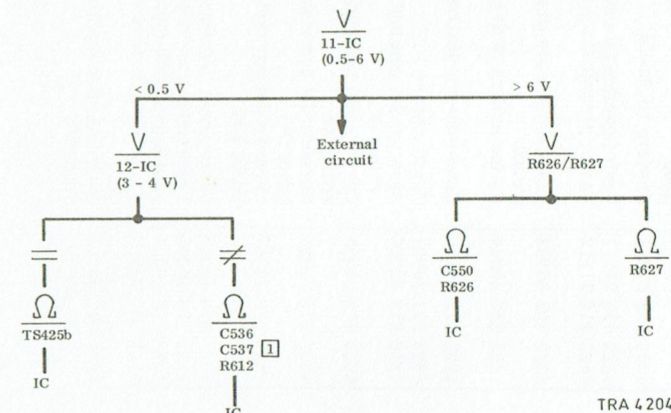 V
11-IC
(0.5-6 V)
< 0.5 V
> 6 V
External
circuit
V
12-IC
(3 - 4 V)
V
R626/R627
=
≠
Ω
TS425b
IC
Ω
C536
C537 1
R612
IC
Ω
C550
R626
IC
Ω
R627
IC
TRA 4204